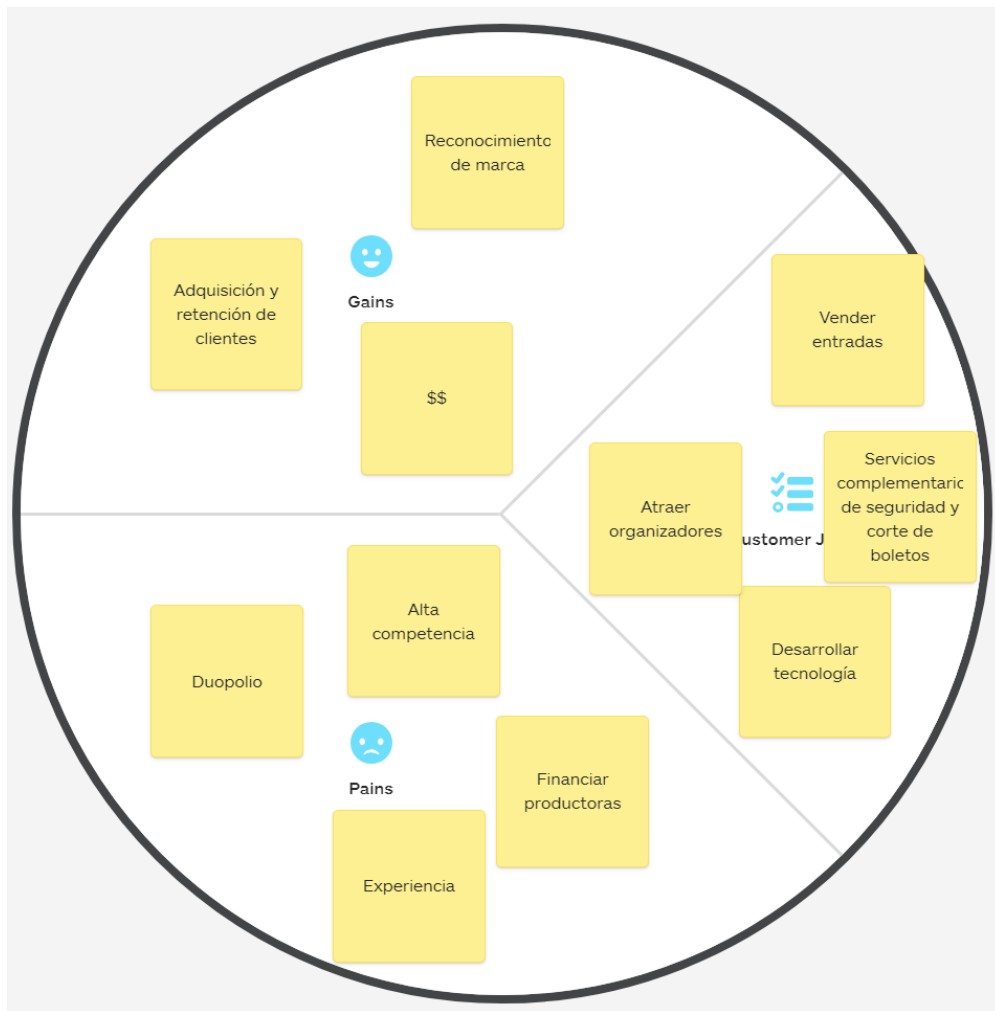 Reconocimiento
de marca
Adquisición y
retención de
clientes
Gains
$$
Vender
entradas
Servicios
complementaric
de seguridad y
corte de
boletos
Atraer
organizadores
ustomer J
Desarrollar
tecnología
Alta
competencia
Duopolio
Pains
Financiar
productoras
Experiencia